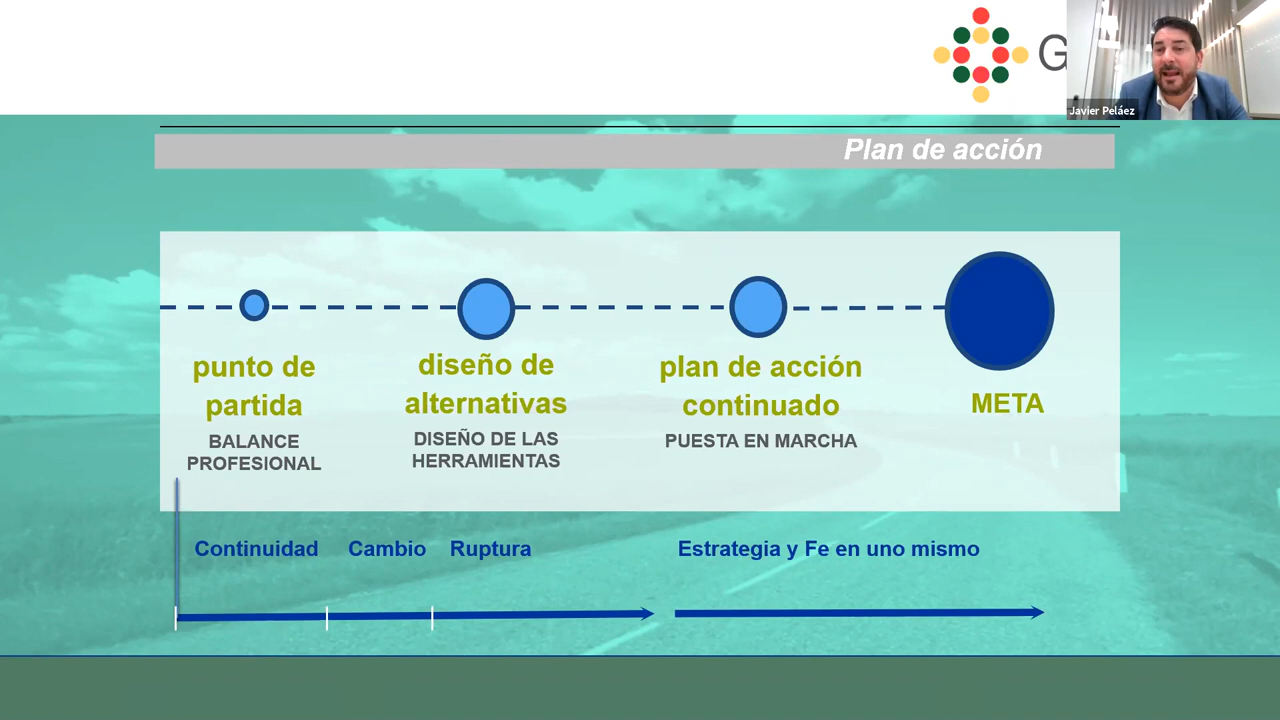 G
Javier Peláez
Plan de acción
punto de
partida
BALANCE
PROFESIONAL
diseño de
alternativas
DISEÑO DE LAS
HERRAMIENTAS
plan de acción
continuado
PUESTA EN MARCHA
META
Continuidad
Cambio
Ruptura
Estrategia y Fe en uno mismo